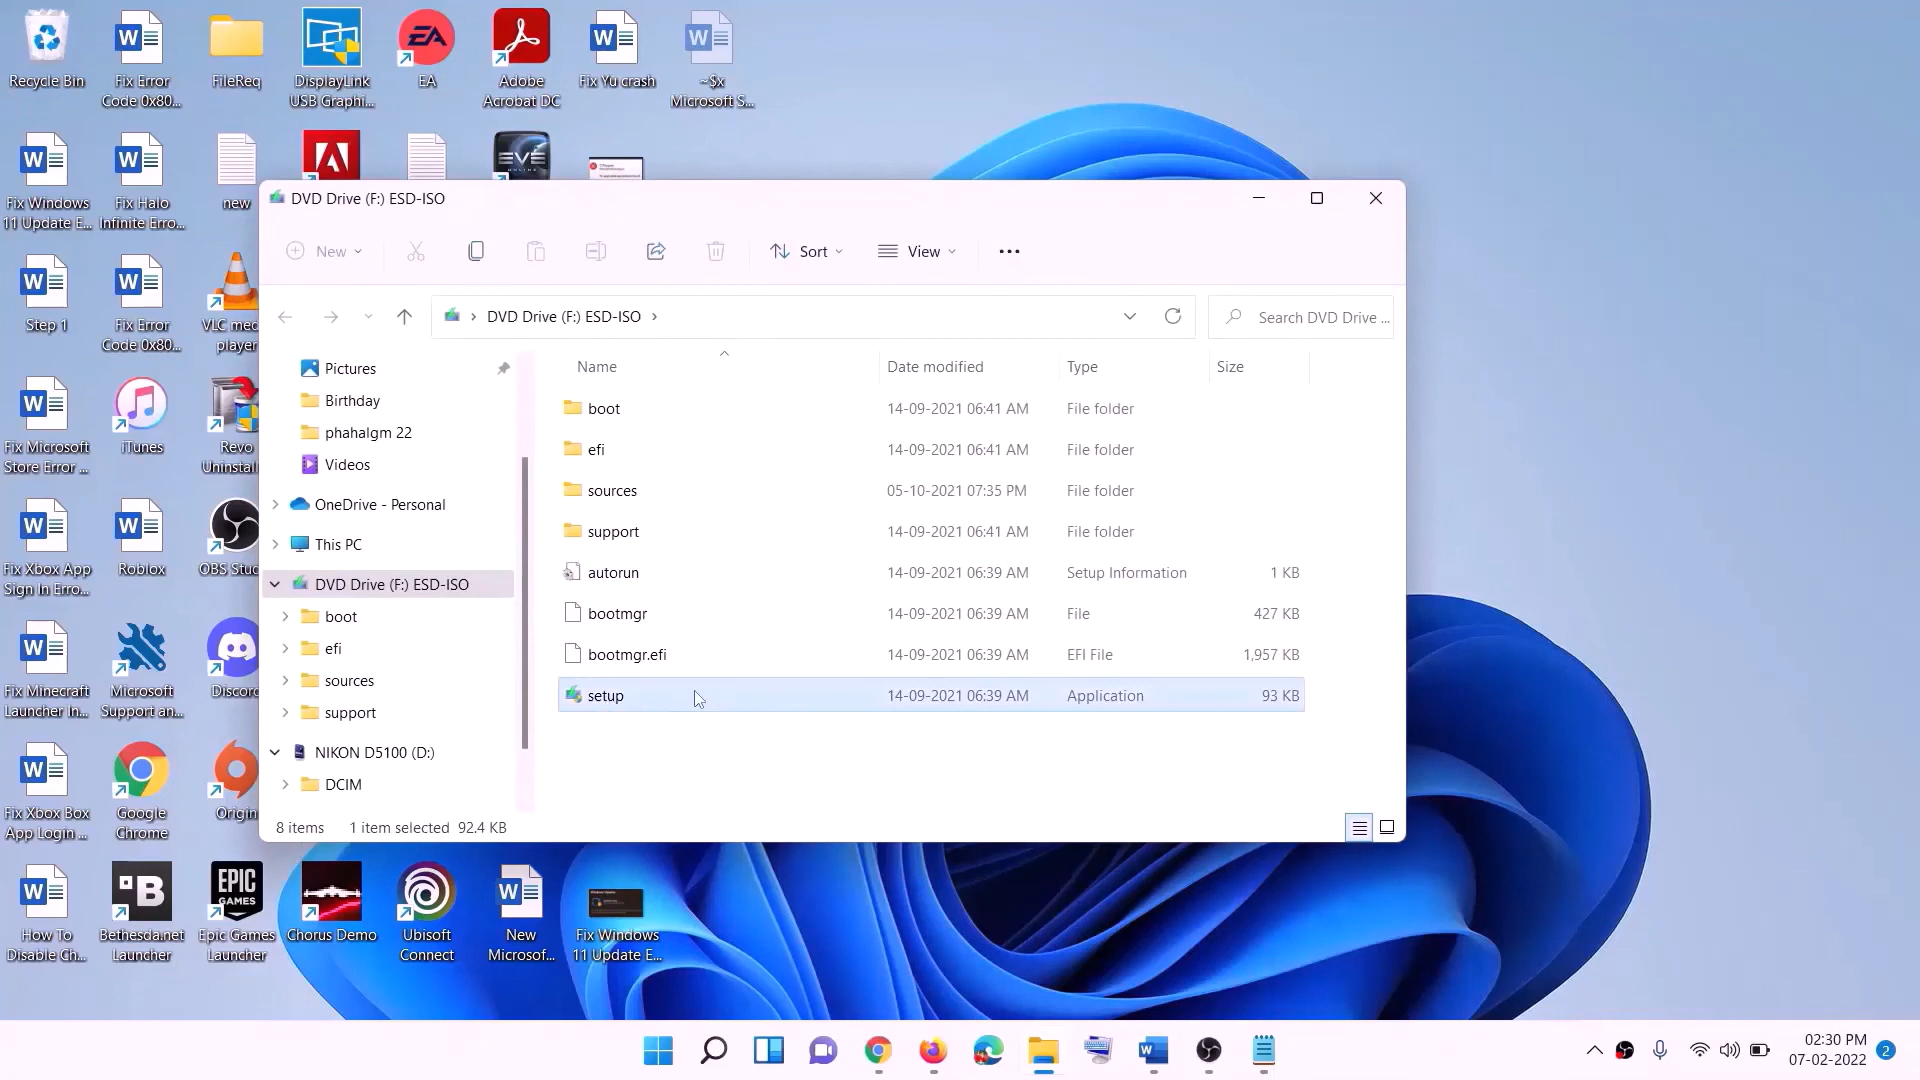 Recycle Bin
Fix Error
Code 0x80...
FileReq
DisplayLink
USB Graphi...
EA
EA
Adobe
Acrobat DC
Fix Yu crash
~$x
Microsoft S...
Fix Windows
11 Update E...
Fix Halo
Infinite Erro...
new
EVE
ONLINE
Step 1
Fix Error
Code 0x80...
VLC med
player
Fix Microsoft
Store Error ...
iTunes
Revo
Uninstall
Fix Xbox App
Sign In Erro...
Roblox
OBS Stud
Fix Minecraft
Launcher In...
Microsoft
Support an...
Discord
Fix Xbox Box
App Login ...
Google
Chrome
Origin
How To
Disable Ch...
Bethesda.net
Launcher
EPIC
GAMES
Epic Games
Launcher
Chorus Demo
Ubisoft
Connect
New
Microsof...
Fix Windows
11 Update E...
DVD Drive (F:) ESD-ISO
New
Sort
View
DVD Drive (F:) ESD-ISO
Search DVD Drive ...
Pictures
Birthday
phahalgm 22
Videos
OneDrive - Personal
This PC
DVD Drive (F:) ESD-ISO
boot
efi
sources
support
NIKON D5100 (D:)
DCIM
Name Date modified Type Size
boot 14-09-2021 06:41 AM File folder
efi 14-09-2021 06:41 AM File folder
sources 05-10-2021 07:35 PM File folder
support 14-09-2021 06:41 AM File folder
autorun 14-09-2021 06:39 AM Setup Information 1 KB
bootmgr 14-09-2021 06:39 AM File 427 KB
bootmgr.efi 14-09-2021 06:39 AM EFI File 1,957 KB
setup 14-09-2021 06:39 AM Application 93 KB
8 items 1 item selected 92.4 KB
02:30 PM
07-02-2022
2